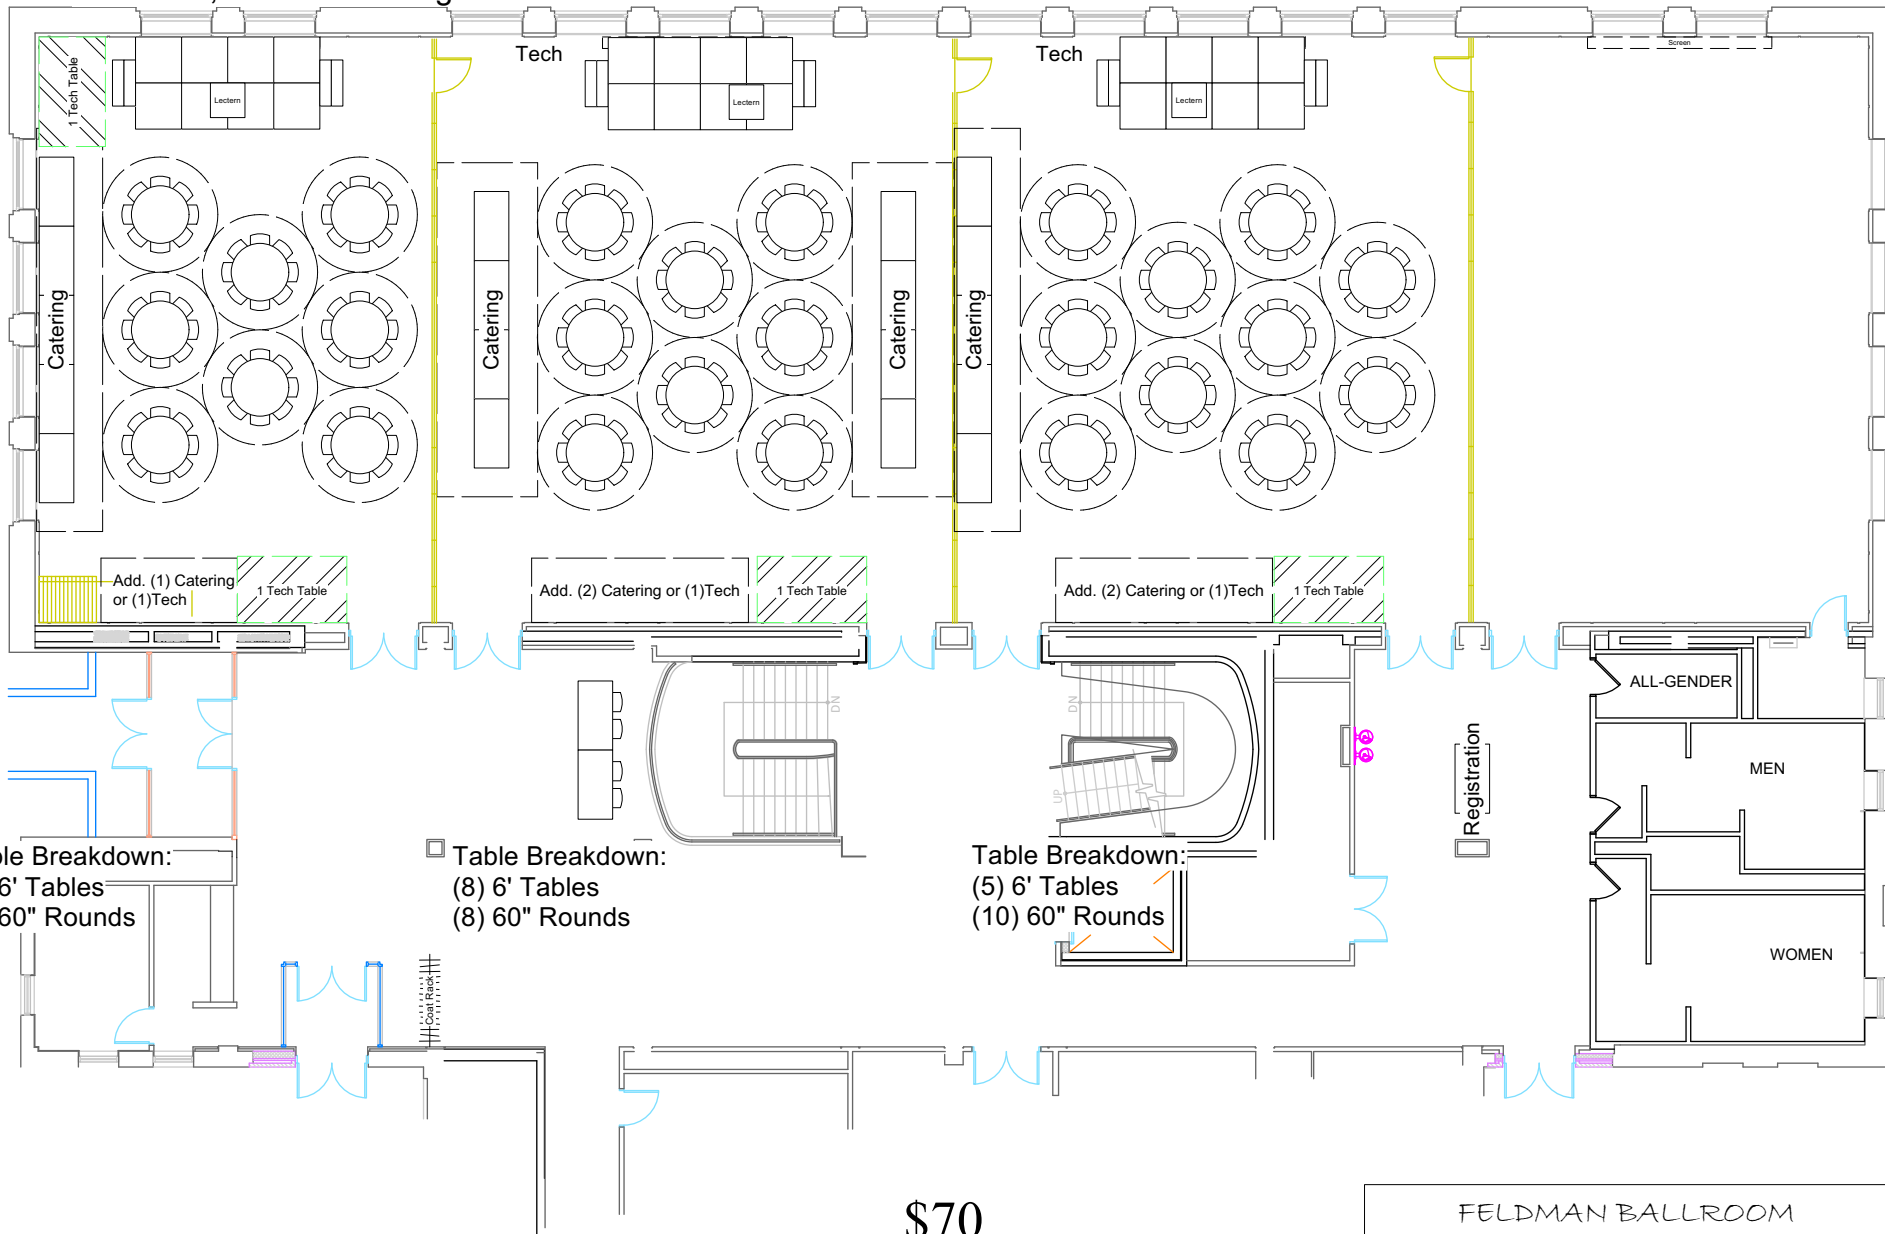 Tech
Tech
Screen
1 Tech Table
Lectern
Lectern
Lectern
Catering
Catering
Catering
Catering
Add. (1) Catering
or (1)Tech
1 Tech Table
Add. (2) Catering or (1)Tech
1 Tech Table
Add. (2) Catering or (1)Tech
1 Tech Table
DN
DN
UP
ALL-GENDER
Registration
MEN
WOMEN
Breakdown:
6' Tables
60" Rounds
Table Breakdown:
(8) 6' Tables
(8) 60" Rounds
Table Breakdown:
(5) 6' Tables
(10) 60" Rounds
Coat Rack
$70
FELDMAN BALLROOM